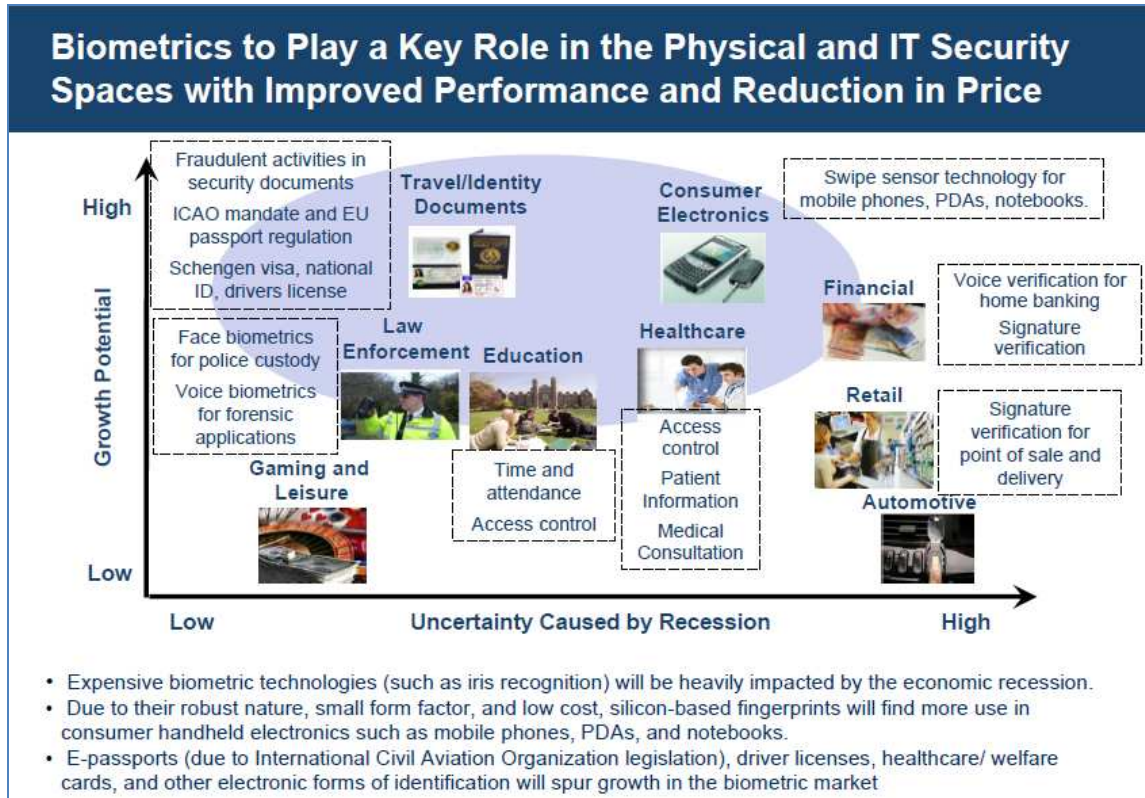 Biometrics to Play a Key Role in the Physical and IT Security
Spaces with Improved Performance and Reduction in Price
High
Growth Potential
Low
Fraudulent activities in
security documents
ICAO mandate and EU
passport regulation
Schengen visa, national
ID, drivers license
Travel/Identity
Documents
Consumer
Electronics
Swipe sensor technology for
mobile phones, PDAs, notebooks.
Face biometrics
for police custody
Voice biometrics
for forensic
applications
Law
Enforcement
Education
Healthcare
Financial
Voice verification for
home banking
Signature
verification
Gaming and
Leisure
Time and
attendance
Access control
Access
control
Patient
Information
Medical
Consultation
Retail
Signature
verification for
point of sale and
delivery
Automotive
Low
Uncertainty Caused by Recession
High
• Expensive biometric technologies (such as iris recognition) will be heavily impacted by the economic recession.
• Due to their robust nature, small form factor, and low cost, silicon-based fingerprints will find more use in
consumer handheld electronics such as mobile phones, PDAs, and notebooks.
• E-passports (due to International Civil Aviation Organization legislation), driver licenses, healthcare/ welfare
cards, and other electronic forms of identification will spur growth in the biometric market